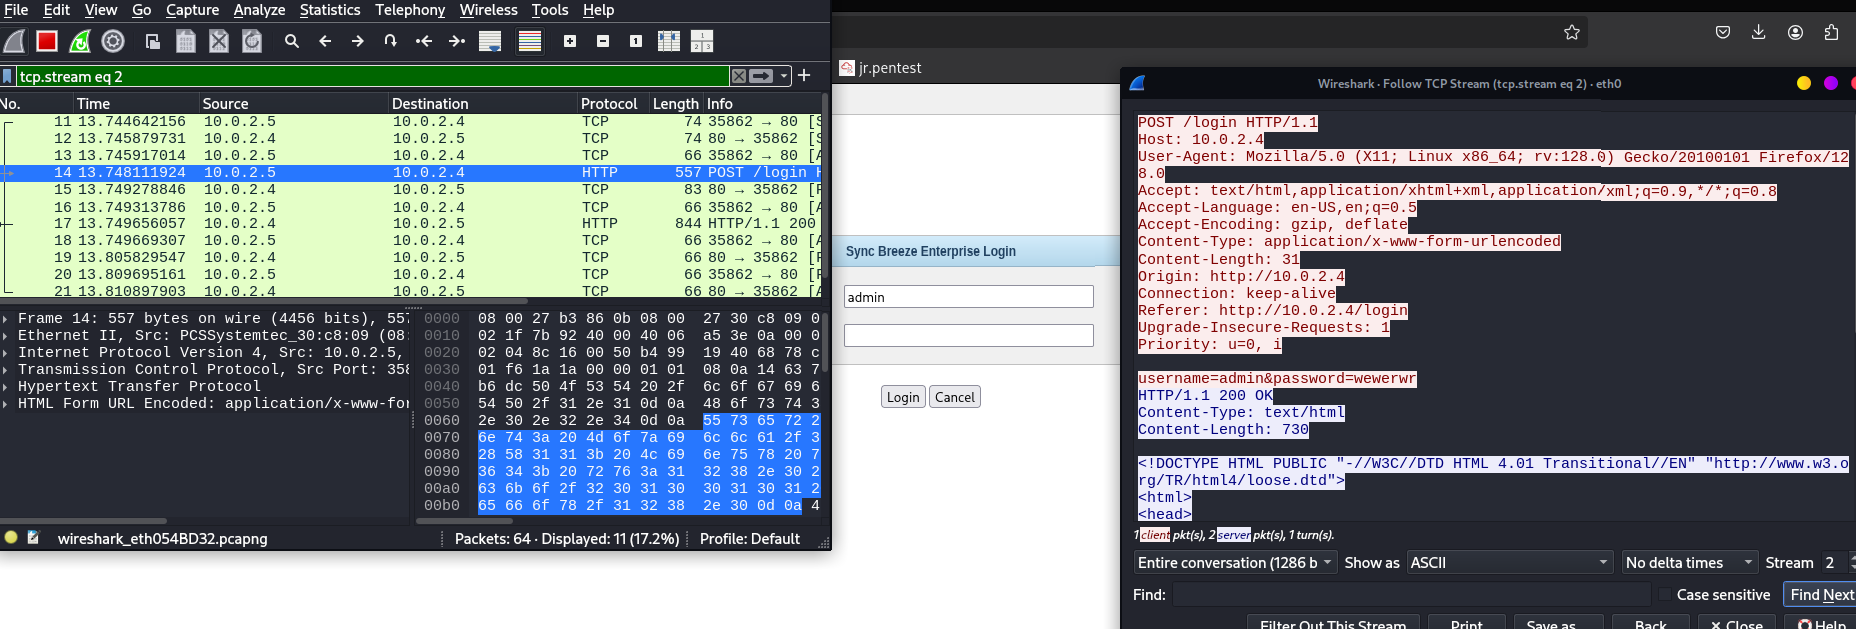 File Edit View Go Capture Analyze Statistics Telephony Wireless Tools Help
tcp.stream eq 2
No. Time Source Destination Protocol Length Info
11 13.744642156 10.0.2.5 10.0.2.4 TCP 74 35862 → 80 [S
12 13.745879731 10.0.2.4 10.0.2.5 TCP 74 80 → 35862 [S
13 13.745917014 10.0.2.5 10.0.2.4 TCP 66 35862 → 80 [A
14 13.748111924 10.0.2.5 10.0.2.4 HTTP 557 POST /login H
15 13.749278846 10.0.2.4 10.0.2.5 TCP 83 80 → 35862 [P
16 13.749313786 10.0.2.5 10.0.2.4 TCP 66 35862 → 80 [A
17 13.749656057 10.0.2.4 10.0.2.5 HTTP 844 HTTP/1.1 200
18 13.749669307 10.0.2.5 10.0.2.4 TCP 66 35862 → 80 [A
19 13.805829547 10.0.2.4 10.0.2.5 TCP 66 80 → 35862 [F
20 13.809695161 10.0.2.5 10.0.2.4 TCP 66 35862 → 80 [F
21 13.810897903 10.0.2.4 10.0.2.5 TCP 66 80 → 35862 [A
Frame 14: 557 bytes on wire (4456 bits), 557
Ethernet II, Src: PCSSystemtec_30:c8:09 (08:
Internet Protocol Version 4, Src: 10.0.2.5,
Transmission Control Protocol, Src Port: 358
Hypertext Transfer Protocol
HTML Form URL Encoded: application/x-www-for
0000 08 00 27 b3 86 0b 08 00 27 30 c8 09 0
0010 02 1f 7b 92 40 00 40 06 a5 3e 0a 00 0
0020 02 04 8c 16 00 50 b4 99 19 40 68 78 c
0030 01 f6 1a 1a 00 00 01 01 08 0a 14 63 7
0040 b6 dc 50 4f 53 54 20 2f 6c 6f 67 69 6
0050 54 50 2f 31 2e 31 0d 0a 48 6f 73 74 3
0060 2e 30 2e 32 2e 34 0d 0a 55 73 65 72 2
0070 6e 74 3a 20 4d 6f 7a 69 6c 6c 61 2f 3
0080 28 58 31 31 3b 20 4c 69 6e 75 78 20 7
0090 36 34 3b 20 72 76 3a 31 32 38 2e 30 2
00a0 63 6b 6f 2f 32 30 31 30 30 31 30 31 2
00b0 65 66 6f 78 2f 31 32 38 2e 30 0d 0a 4
wireshark_eth054BD32.pcapng Packets: 64 · Displayed: 11 (17.2%) Profile: Default
jr.pentest
Sync Breeze Enterprise Login
admin
Login Cancel
Wireshark · Follow TCP Stream (tcp.stream eq 2) · eth0
POST /login HTTP/1.1
Host: 10.0.2.4
User-Agent: Mozilla/5.0 (X11; Linux x86_64; rv:128.0) Gecko/20100101 Firefox/12
8.0
Accept: text/html,application/xhtml+xml,application/xml;q=0.9,*/*;q=0.8
Accept-Language: en-US,en;q=0.5
Accept-Encoding: gzip, deflate
Content-Type: application/x-www-form-urlencoded
Content-Length: 31
Origin: http://10.0.2.4
Connection: keep-alive
Referer: http://10.0.2.4/login
Upgrade-Insecure-Requests: 1
Priority: u=0, i
username=admin&password=wewerwr
HTTP/1.1 200 OK
Content-Type: text/html
Content-Length: 730
<!DOCTYPE HTML PUBLIC "-//W3C//DTD HTML 4.01 Transitional//EN" "http://www.w3.o
rg/TR/html4/loose.dtd">
<html>
<head>
1 client pkt(s), 2 server pkt(s), 1 turn(s).
Entire conversation (1286 b Show as ASCII No delta times Stream 2
Find: Case sensitive Find Next
Filter Out This Stream Print Save as Back Close Help